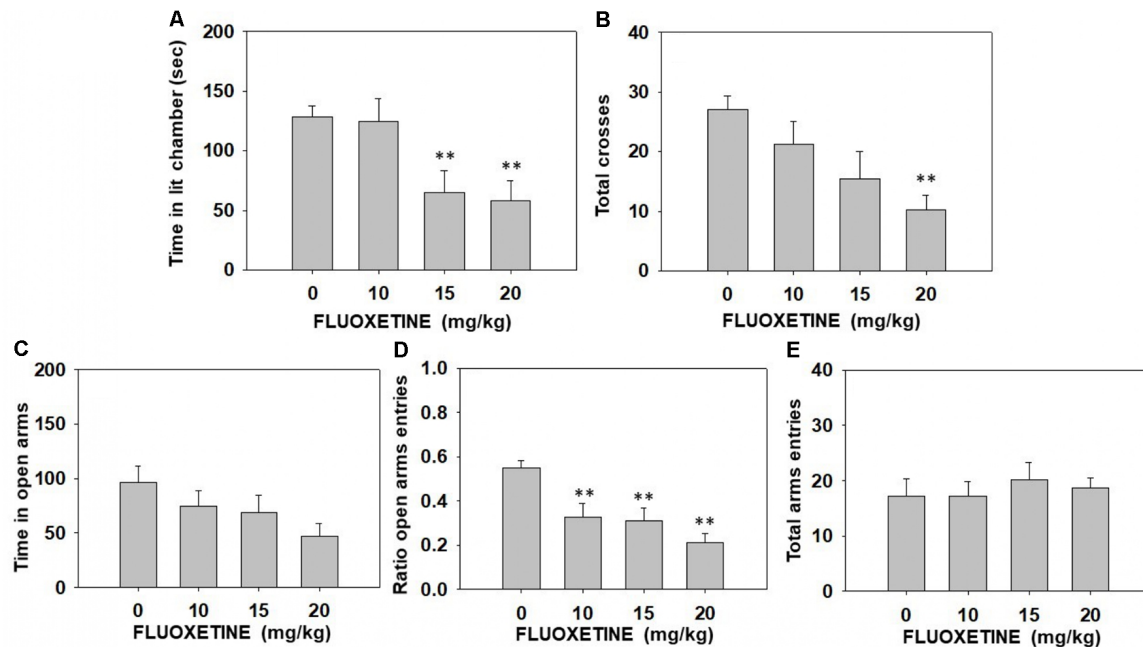 A
Time in lit chamber (sec)
200
150
100
50
0
**
**
0 10 15 20
FLUOXETINE (mg/kg)
B
Total crosses
40
30
20
10
0
**
0 10 15 20
FLUOXETINE (mg/kg)
C
Time in open arms
200
150
100
50
0
0 10 15 20
FLUOXETINE (mg/kg)
D
Ratio open arms entries
1.0
0.8
0.6
0.4
0.2
0.0
**
**
**
0 10 15 20
FLUOXETINE (mg/kg)
E
Total arms entries
40
30
20
10
0
0 10 15 20
FLUOXETINE (mg/kg)